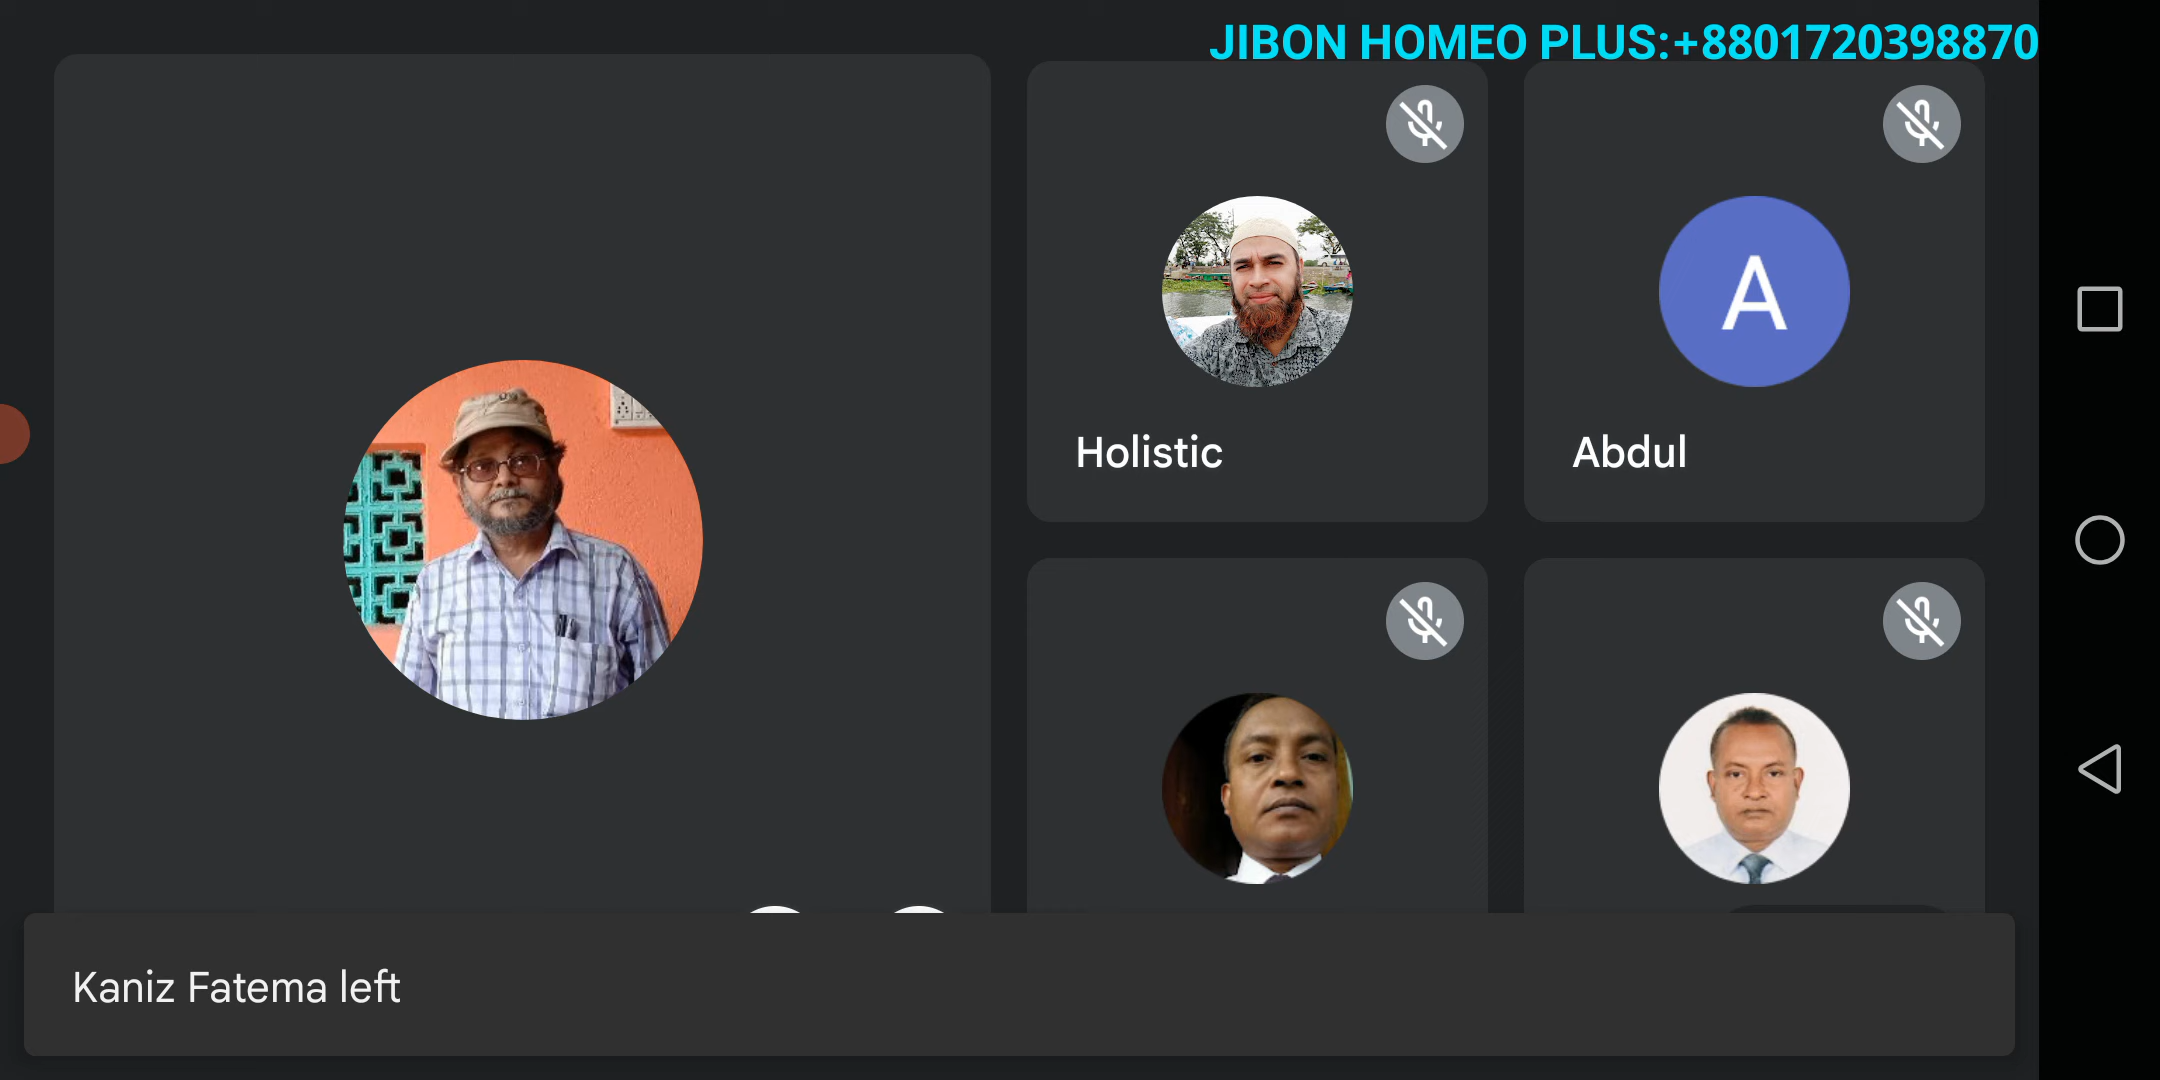 JIBON HOMEO PLUS:+8801720398870
Holistic
A
Abdul
Kaniz Fatema left